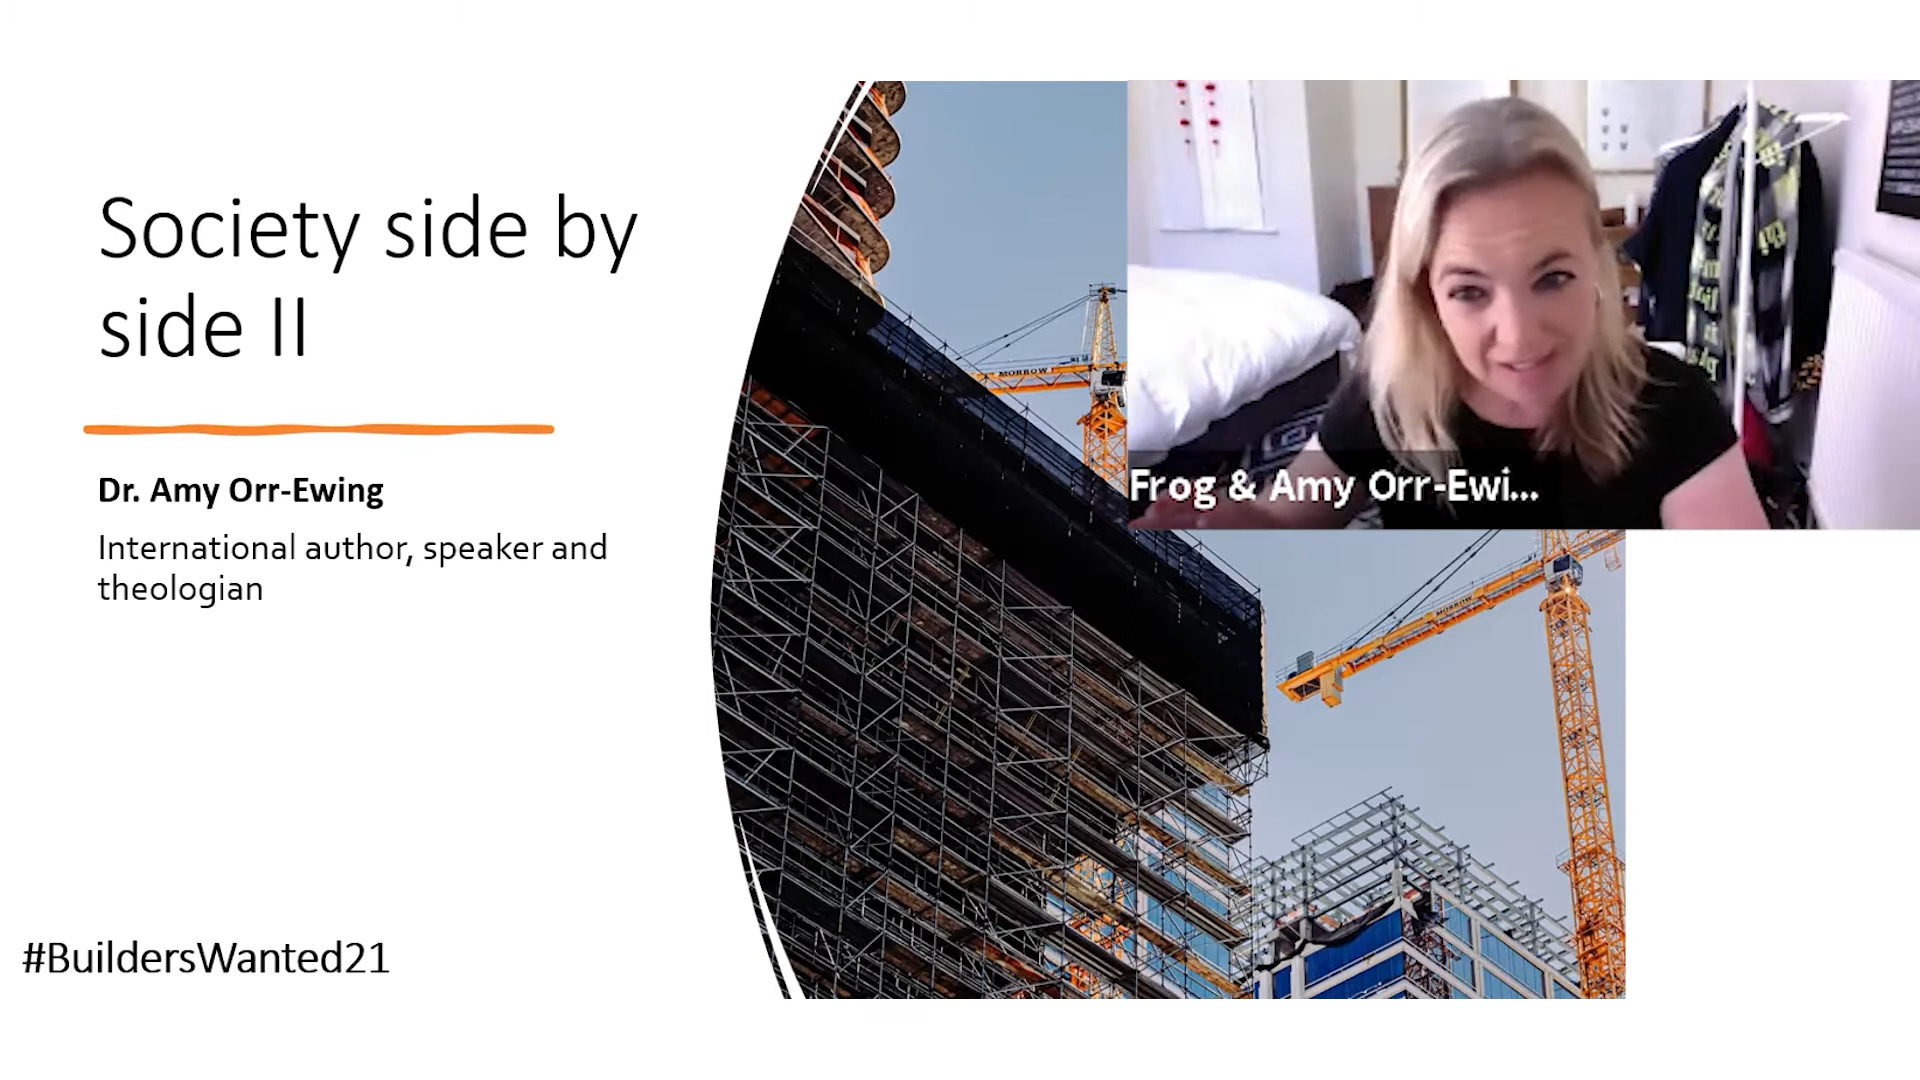 Society side by
side II
Dr. Amy Orr-Ewing
International author, speaker and
theologian
#BuildersWanted21
Frog & Amy Orr-Ewi...
MORROW
MORROW